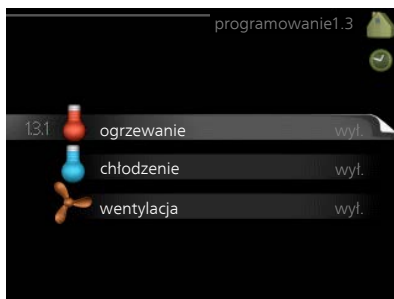 programowanie1.3
1.3.1 ogrzewanie wył.
chłodzenie wył.
wentylacja wył.